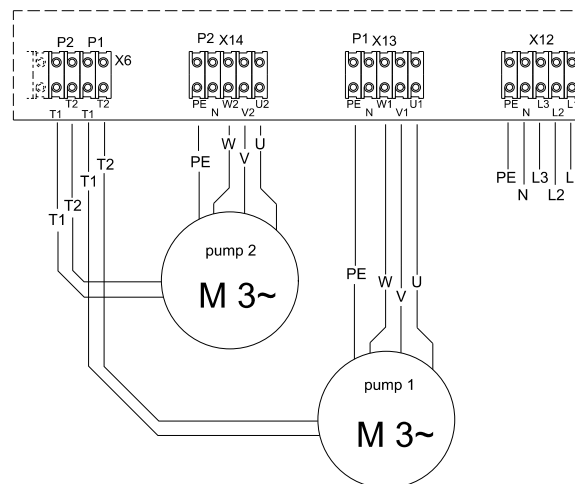 P2 P1 X6
P2 X14
P1 X13
X12
T1 T2 T1 T2
PE N W2 V2 U2
PE N W1 V1 U1
PE N L3 L2 L1
T1 T2 T1 T2
PE W V U
PE W V U
PE N L3 L2 L
pump 2
M 3~
pump 1
M 3~